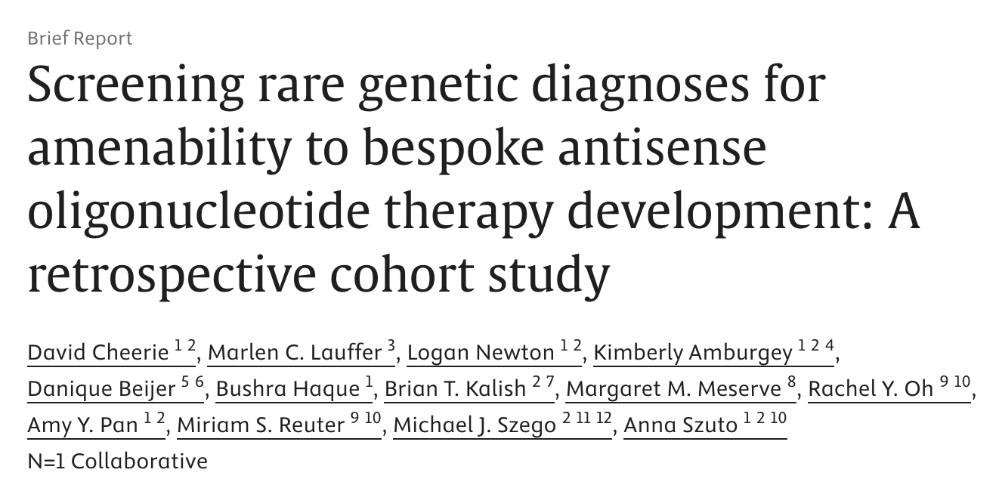 Brief Report
Screening rare genetic diagnoses for
amenability to bespoke antisense
oligonucleotide therapy development: A
retrospective cohort study
David Cheerie 1 2, Marlen C. Lauffer 3, Logan Newton 1 2, Kimberly Amburgey 1 2 4,
Danique Beijer 5 6, Bushra Haque 1, Brian T. Kalish 2 7, Margaret M. Meserve 8, Rachel Y. Oh 9 10,
Amy Y. Pan 1 2, Miriam S. Reuter 9 10, Michael J. Szego 2 11 12, Anna Szuto 1 2 10
N=1 Collaborative